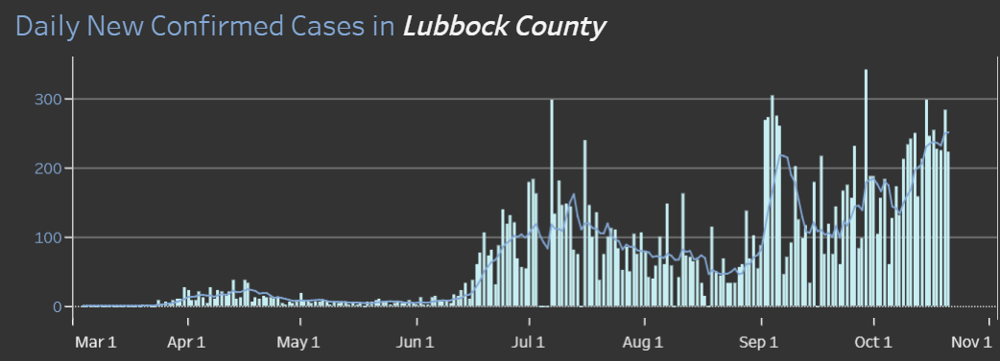 Daily New Confirmed Cases in Lubbock County
300
200
100
0
Mar 1 Apr 1 May 1 Jun 1 Jul 1 Aug 1 Sep 1 Oct 1 Nov 1